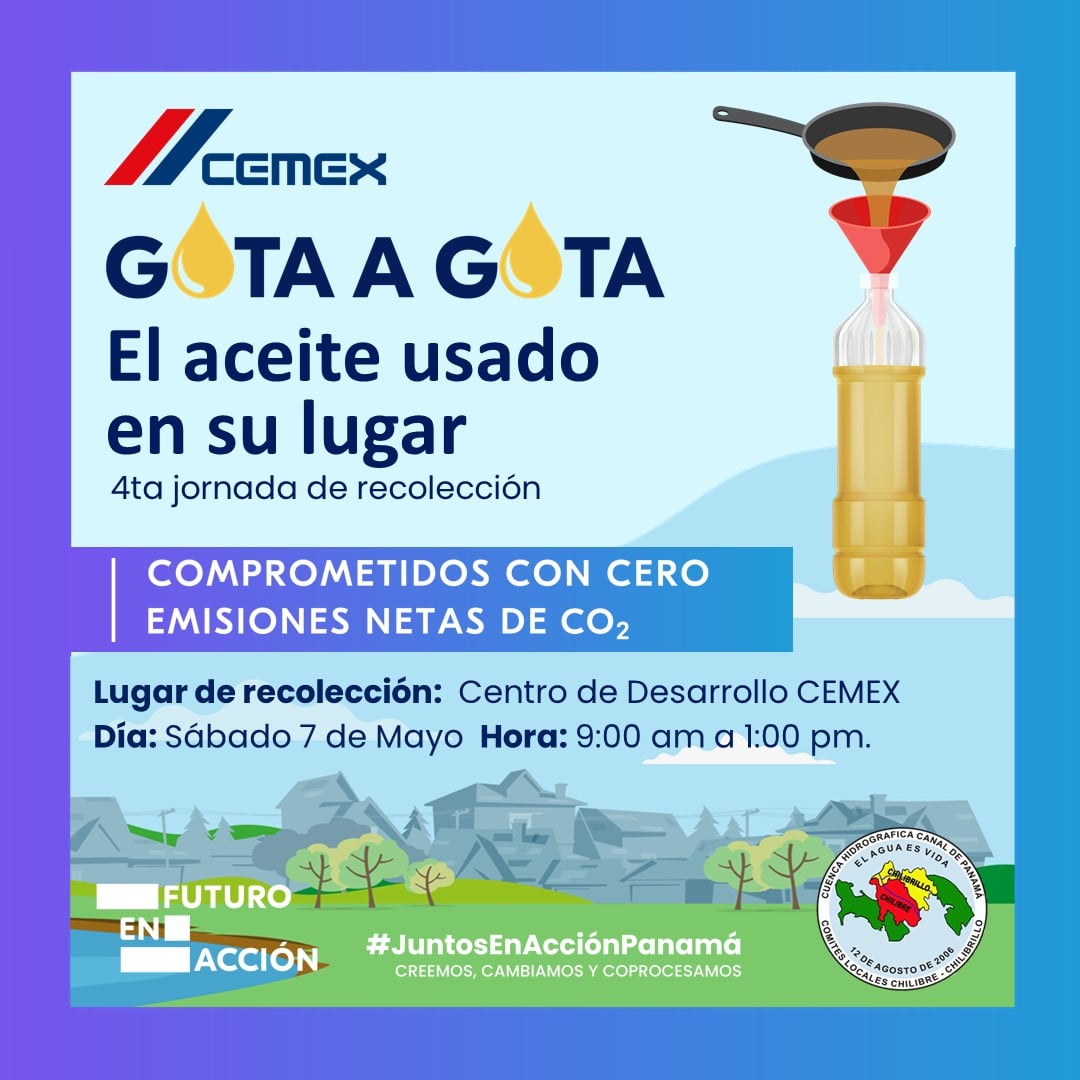 CEMEX
GOTA A GOTA
El aceite usado
en su lugar
4ta jornada de recolección
COMPROMETIDOS CON CERO
EMISIONES NETAS DE CO₂
Lugar de recolección: Centro de Desarrollo CEMEX
Día: Sábado 7 de Mayo Hora: 9:00 am a 1:00 pm.
FUTURO
EN
ACCIÓN
#JuntosEnAcciónPanamá
CREEMOS, CAMBIAMOS Y COPROCESAMOS
CUENCA HIDROGRAFICA CANAL DE PANAMÁ
EL AGUA ES VIDA
CHILIBRILLO
CHILIBRE
12 DE AGOSTO DE 2006
COMITES LOCALES CHILIBRE - CHILIBRILLO